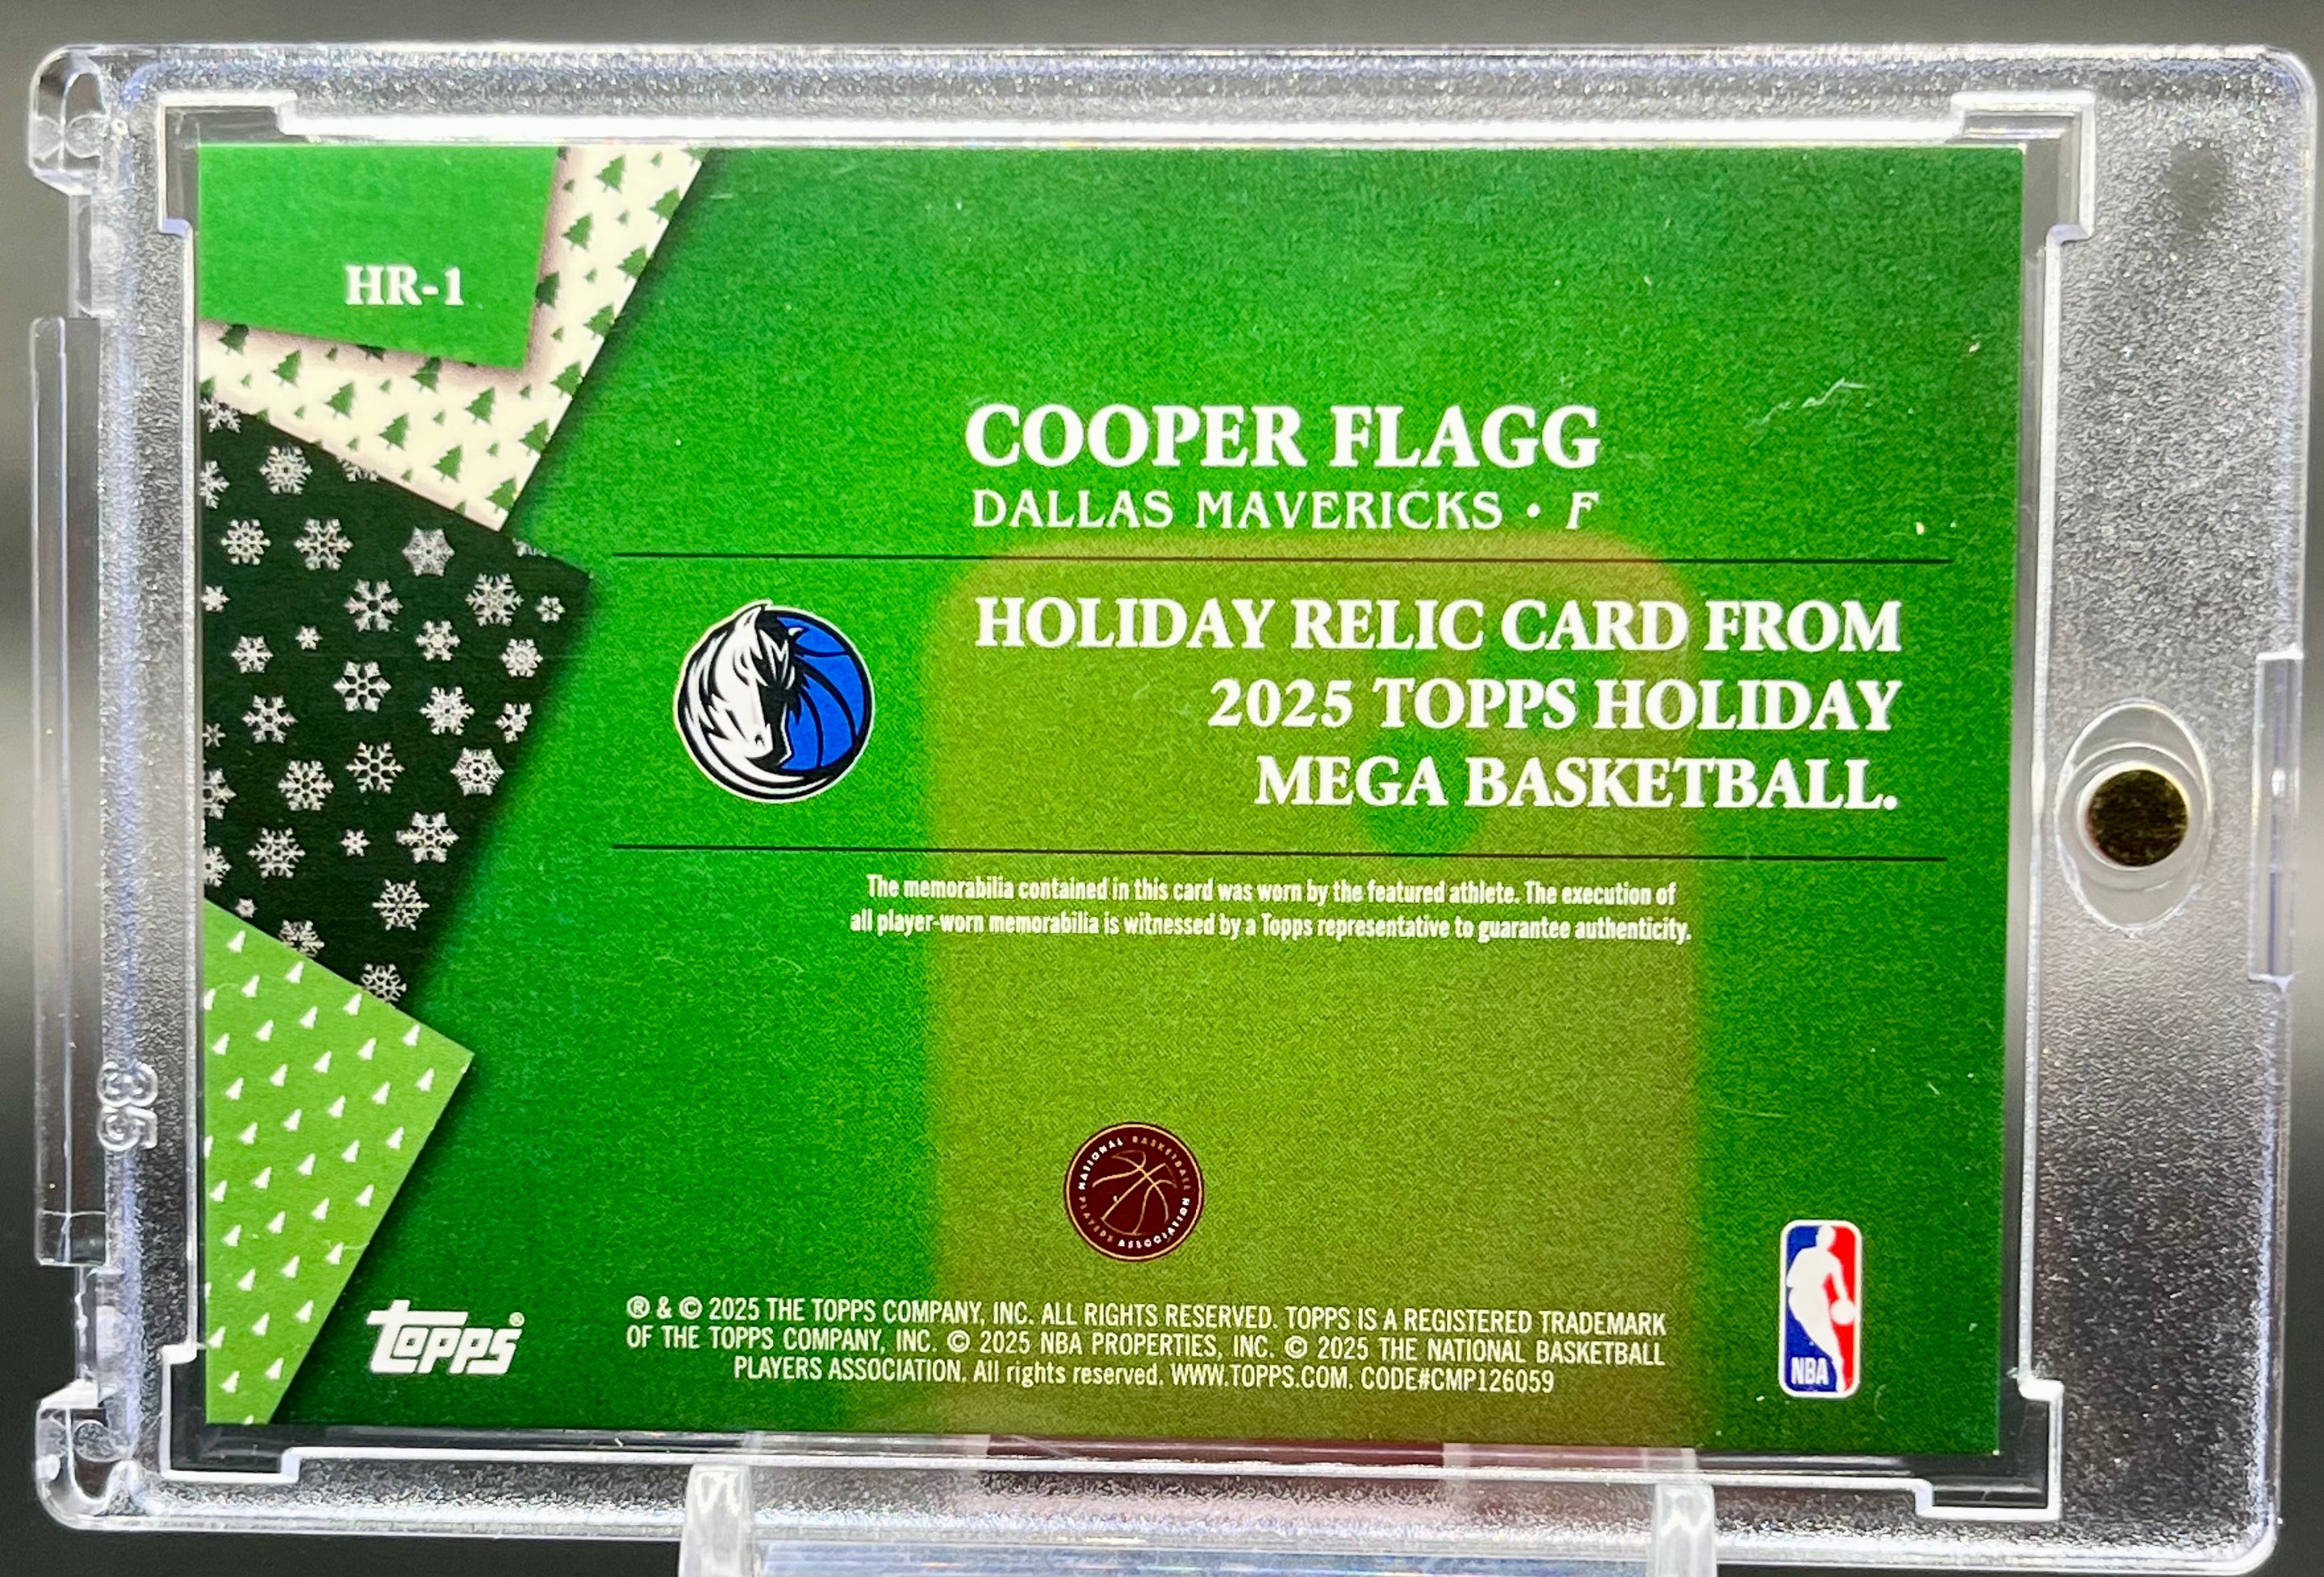 HR-1
COOPER FLAGG
DALLAS MAVERICKS • F
HOLIDAY RELIC CARD FROM
2025 TOPPS HOLIDAY
MEGA BASKETBALL.
The memorabilia contained in this card was worn by the featured athlete. The execution of
all player-worn memorabilia is witnessed by a Topps representative to guarantee authenticity.
NATIONAL BASKETBALL
PLAYERS ASSOCIATION
topps®
® & © 2025 THE TOPPS COMPANY, INC. ALL RIGHTS RESERVED. TOPPS IS A REGISTERED TRADEMARK
OF THE TOPPS COMPANY, INC. © 2025 NBA PROPERTIES, INC. © 2025 THE NATIONAL BASKETBALL
PLAYERS ASSOCIATION. All rights reserved. WWW.TOPPS.COM. CODE#CMP126059
NBA
35